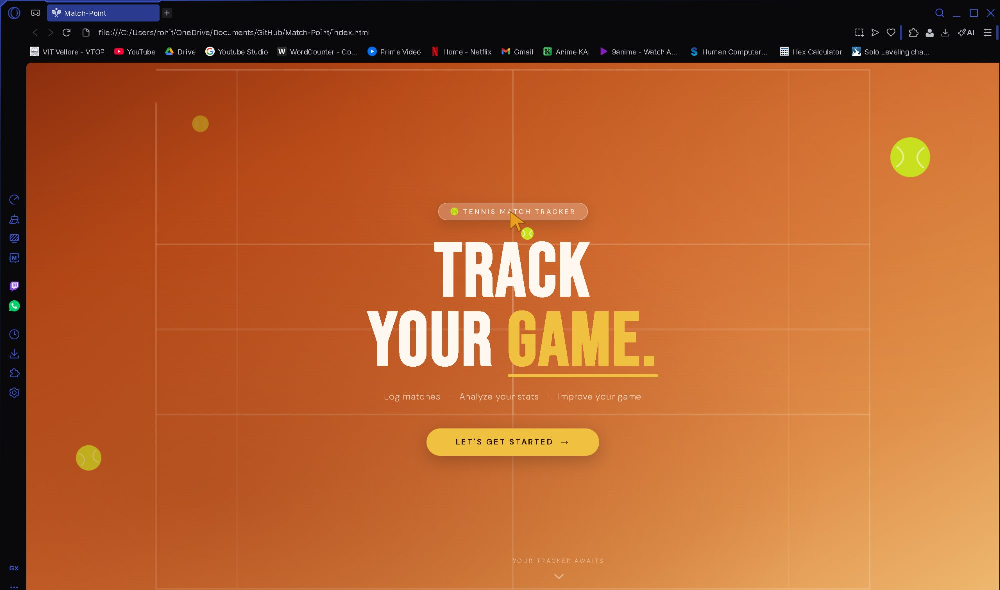 Match-Point
file:///C:/Users/rohit/OneDrive/Documents/GitHub/Match-Point/index.html
AI
VIT Vellore - VTOP
YouTube
Drive
Youtube Studio
W WordCounter - Co...
Prime Video
Home - Netflix
Gmail
Anime KAI
9anime - Watch A...
Human Computer...
Hex Calculator
Solo Leveling cha...
TENNIS MATCH TRACKER
TRACK
YOUR GAME.
Log matches · Analyze your stats · Improve your game
LET'S GET STARTED →
YOUR TRACKER AWAITS
M
GX